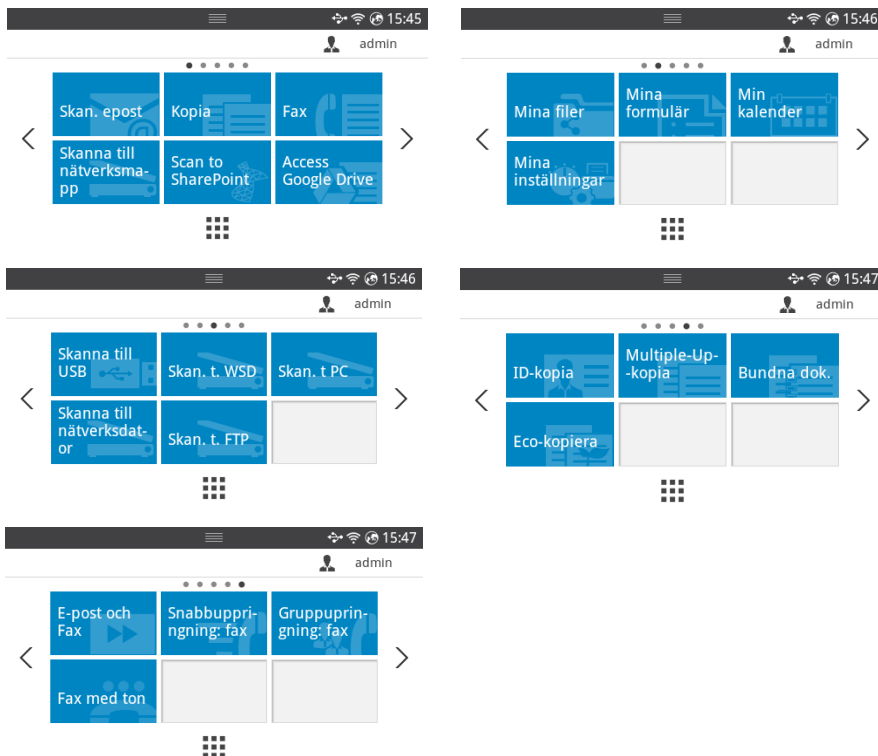 15:45
admin
Skan. epost
Kopia
Fax
Skanna till
nätverksma-
pp
Scan to
SharePoint
Access
Google Drive
15:46
admin
Mina filer
Mina
formulär
Min
kalender
Mina
inställningar
15:46
admin
Skanna till
USB
Skan. t. WSD
Skan. t PC
Skanna till
nätverksdat-
or
Skan. t. FTP
15:47
admin
ID-kopia
Multiple-Up-
-kopia
Bundna dok.
Eco-kopiera
15:47
admin
E-post och
Fax
Snabbuppri-
ngning: fax
Gruppuprin-
gning: fax
Fax med ton